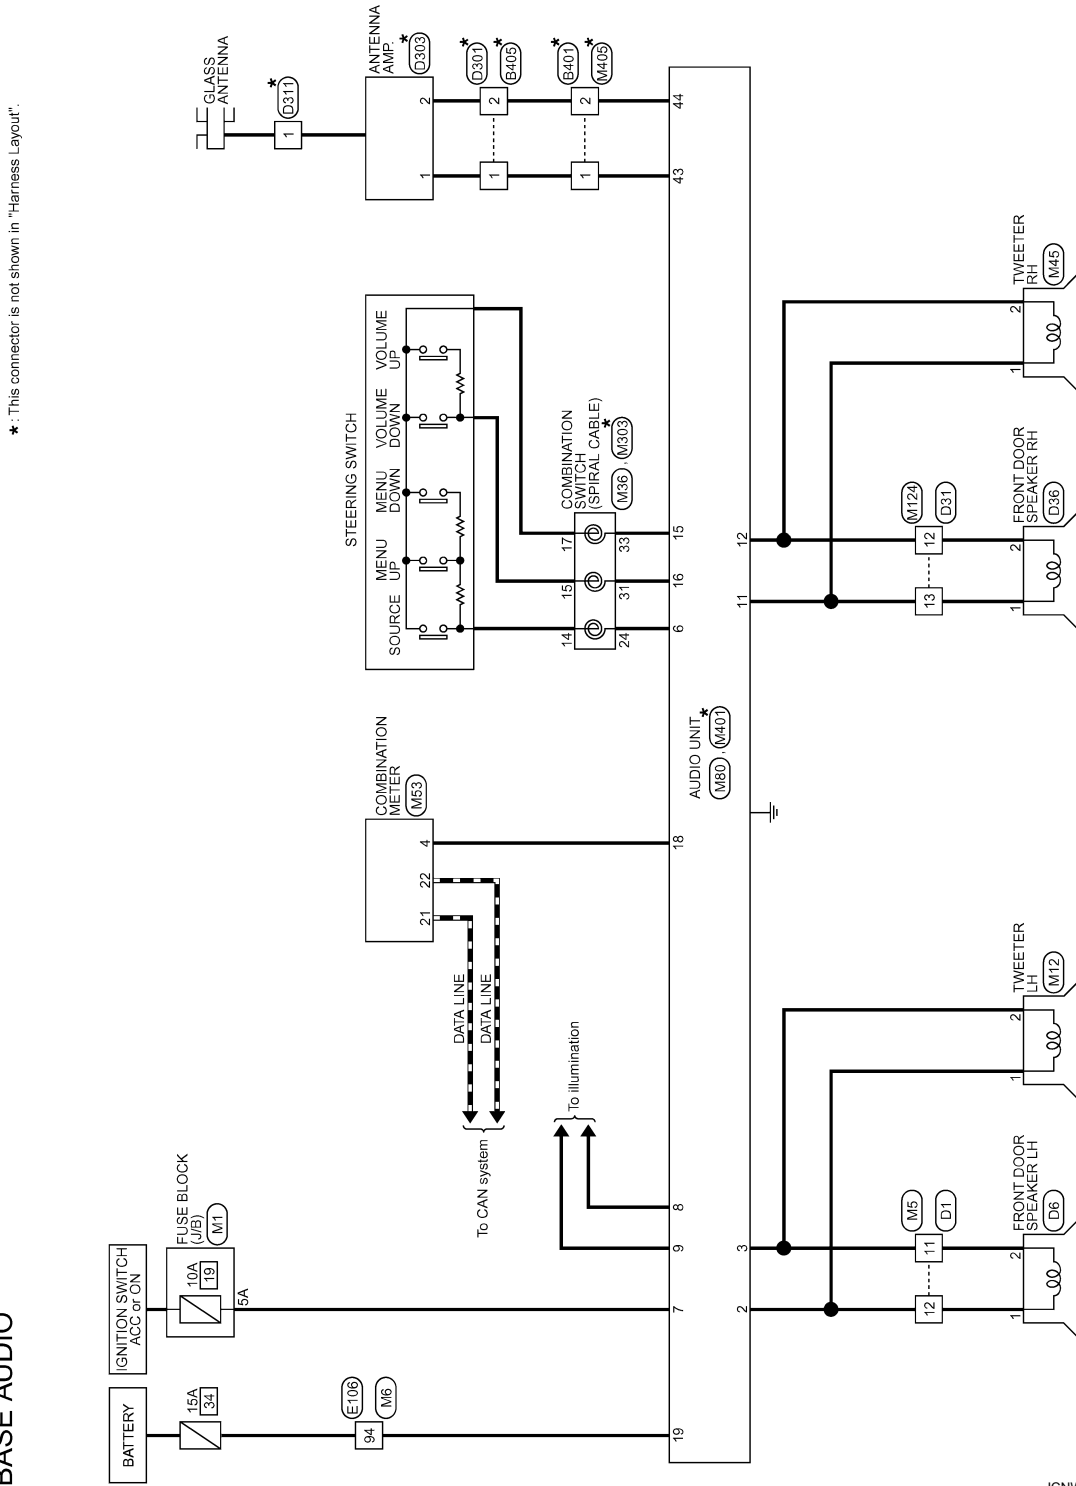 BASE AUDIO
★ : This connector is not shown in "Harness Layout".
BATTERY
IGNITION SWITCH
ACC or ON
15A
34
10A
19
FUSE BLOCK
(J/B)
M1
5A
E106
94
M6
GLASS
ANTENNA
1
D311
★
ANTENNA
AMP.
★
D303
1
2
D301
★
B405
★
1
2
B401
★
M405
★
1
2
COMBINATION
METER
M53
21
22
4
DATA LINE
DATA LINE
To CAN system
To illumination
STEERING SWITCH
SOURCE
MENU
UP
MENU
DOWN
VOLUME
DOWN
VOLUME
UP
COMBINATION
SWITCH
(SPIRAL CABLE)
M36 , M303
★
14
15
17
24
31
33
19
7
9
8
18
6
16
15
43
44
AUDIO UNIT
M80 , M401
★
2
3
11
12
M5
12
11
D1
FRONT DOOR
SPEAKER LH
D6
1
2
TWEETER
LH
M12
1
2
M124
13
12
D31
FRONT DOOR
SPEAKER RH
D36
1
2
TWEETER
RH
M45
1
2